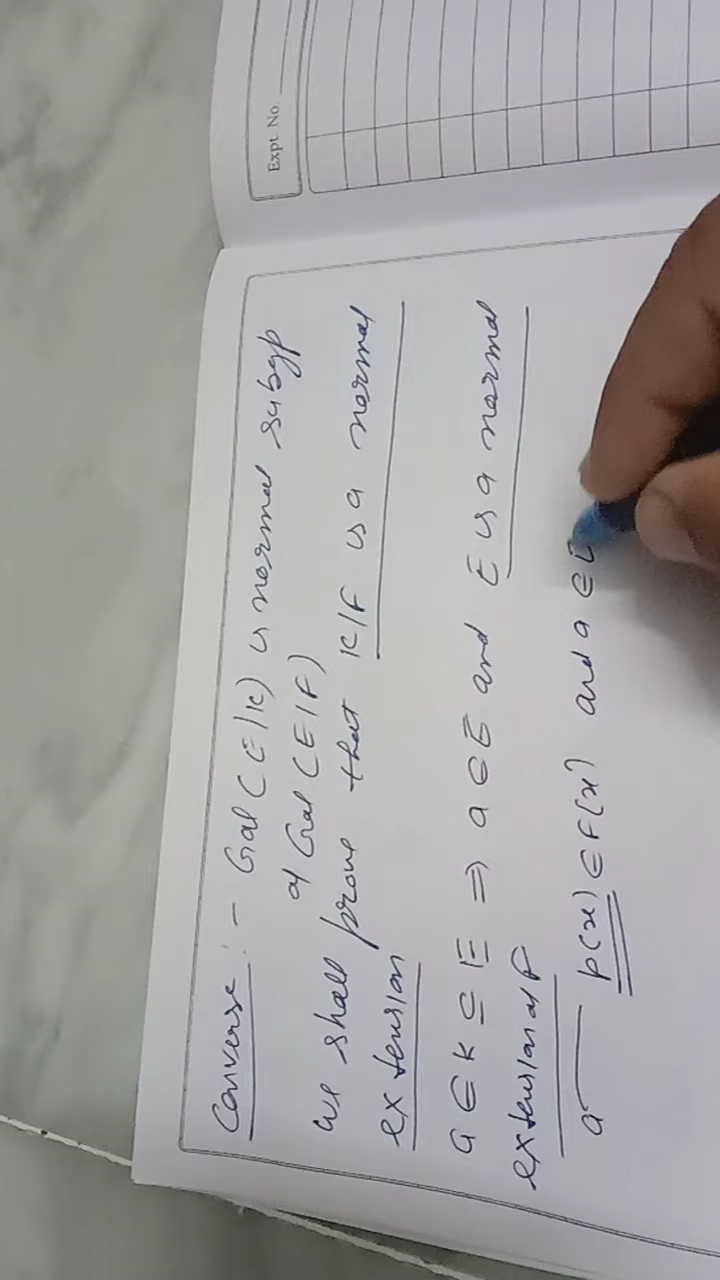 Expt. No.
Converse :- Gal(E/K) is normal subgp
of Gal(E/F)
we shall prove that K/F is a normal
extension
a ∈ K ⊆ E ⇒ a ∈ E and E is a normal
extension of F
a — p(x) ∈ F(x) and a ∈